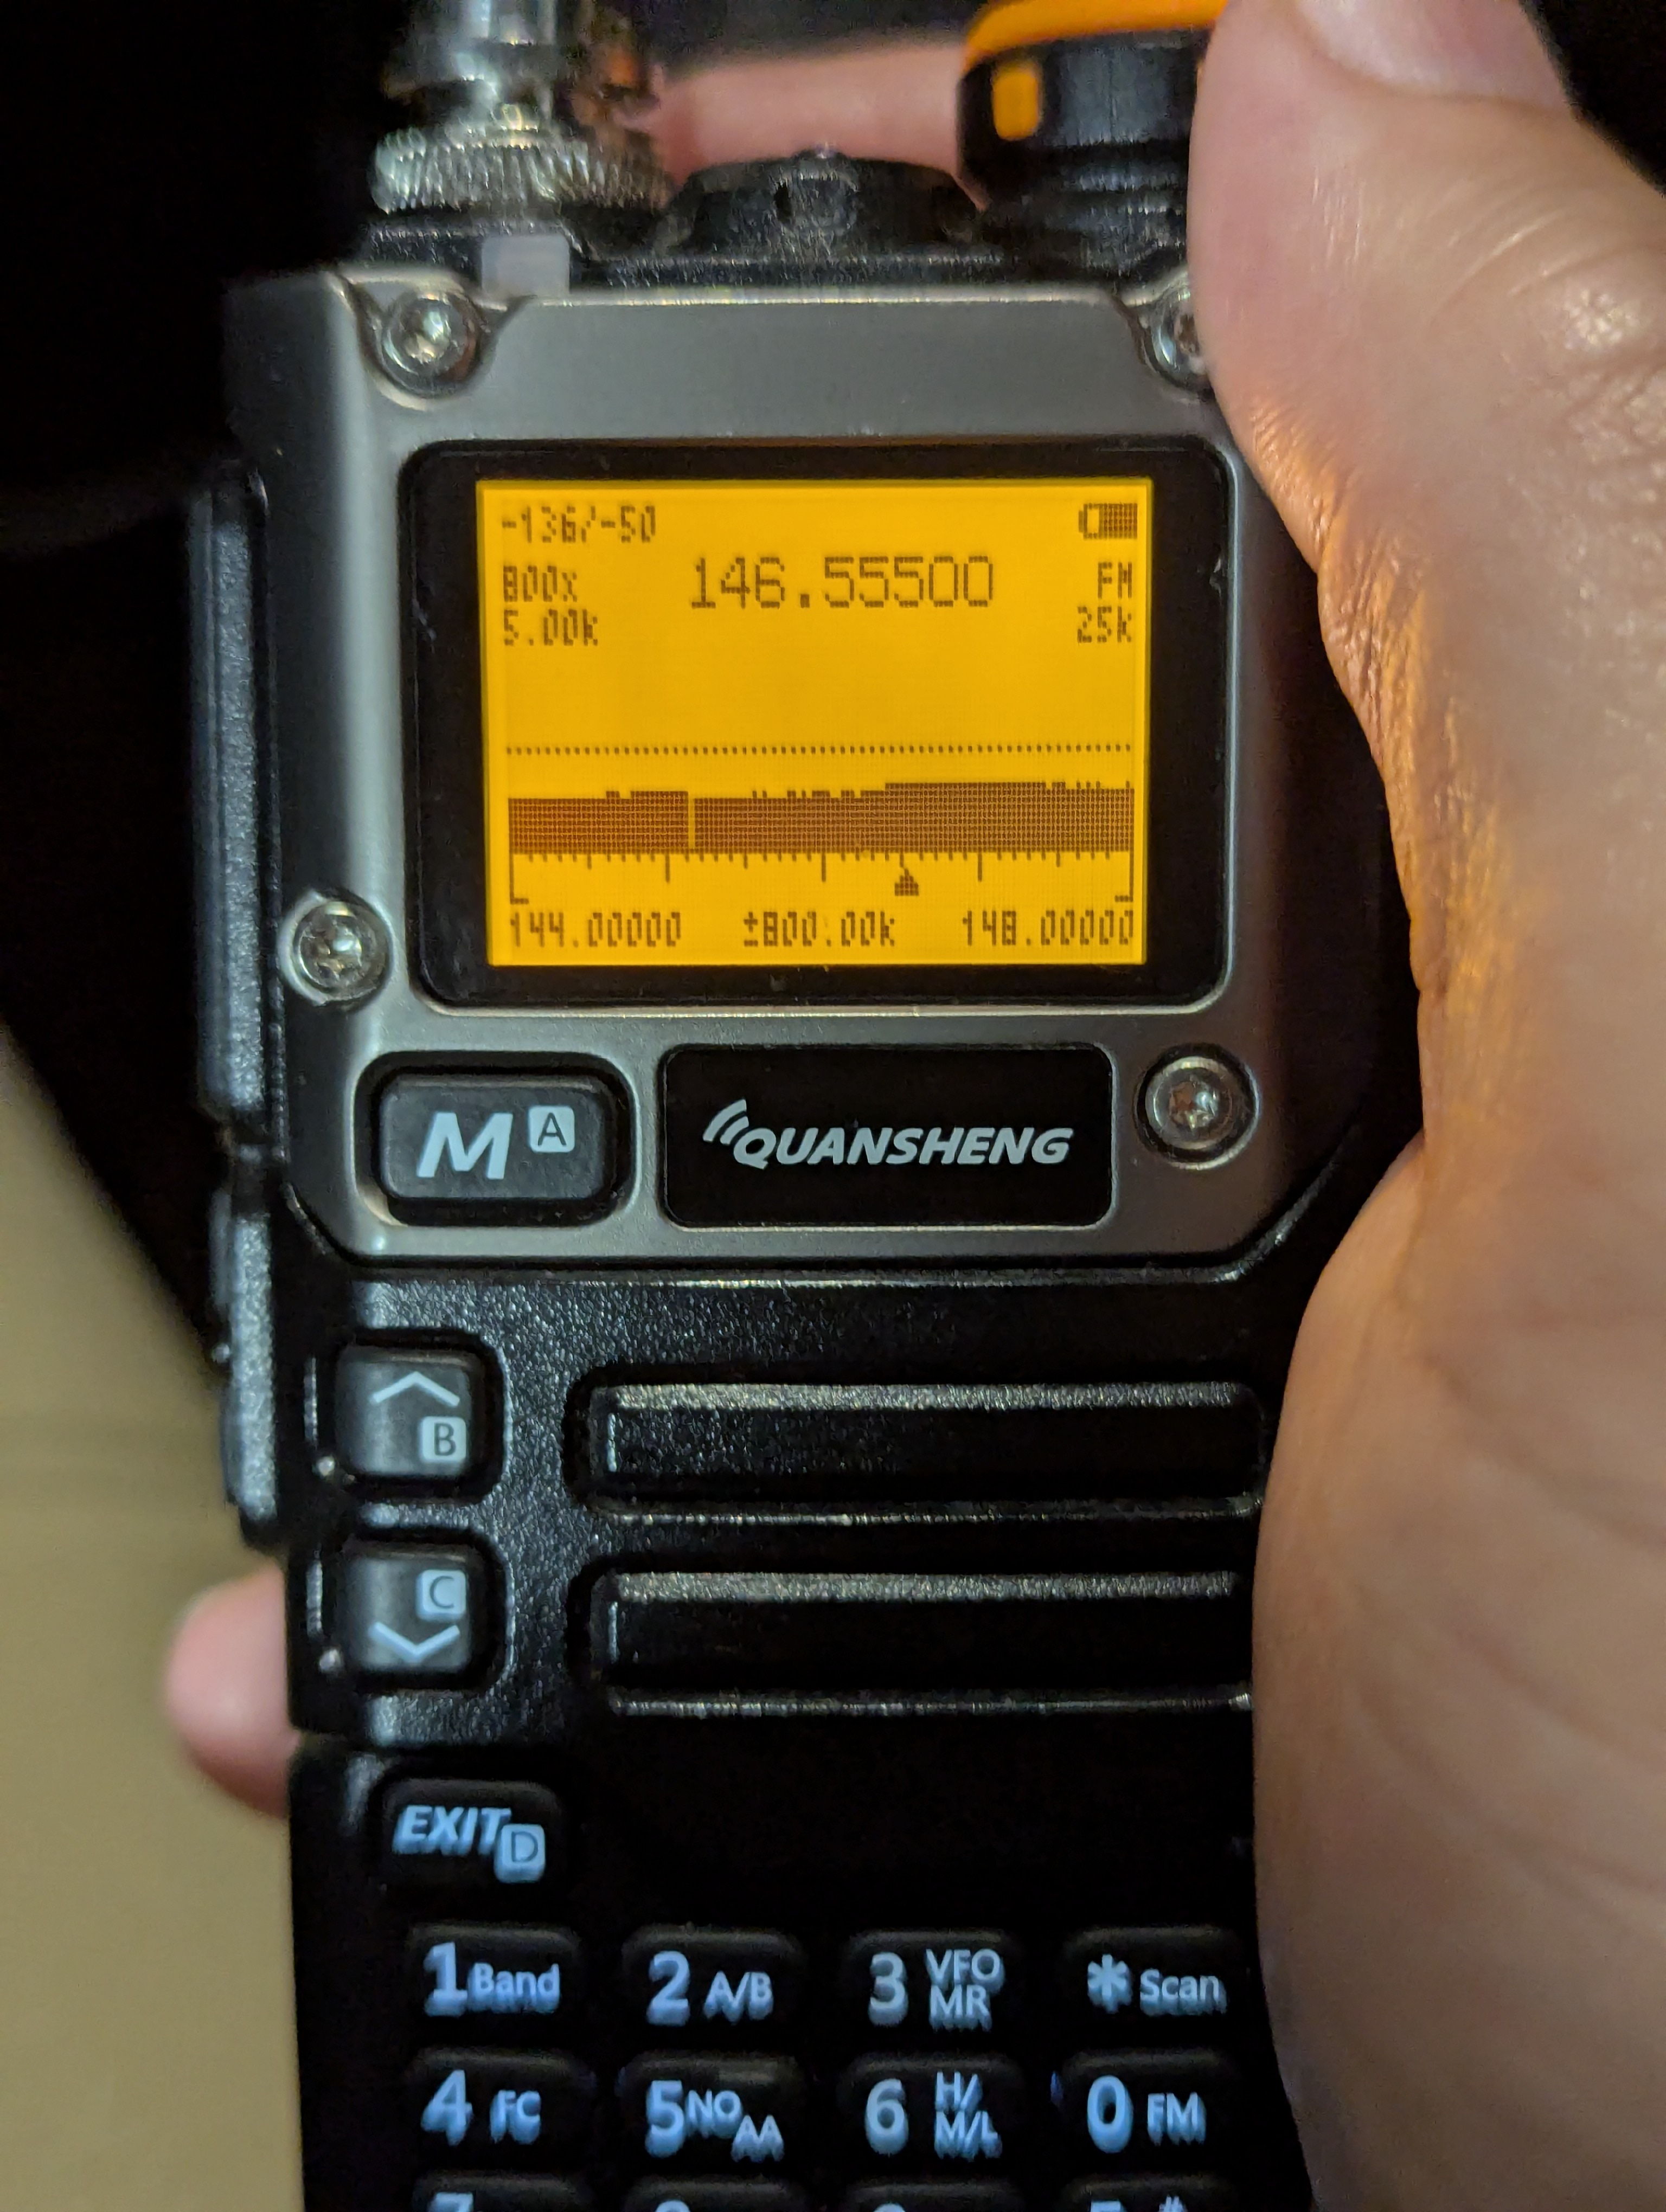 -136/-50
800x 146.55500 FM
5.00k 25k
144.00000 ±800.00k 148.00000
M A
QUANSHENG
B
C
EXIT D
1 Band 2 A/B 3 VFO MR * Scan
4 FC 5 NOAA 6 H/M/L 0 FM